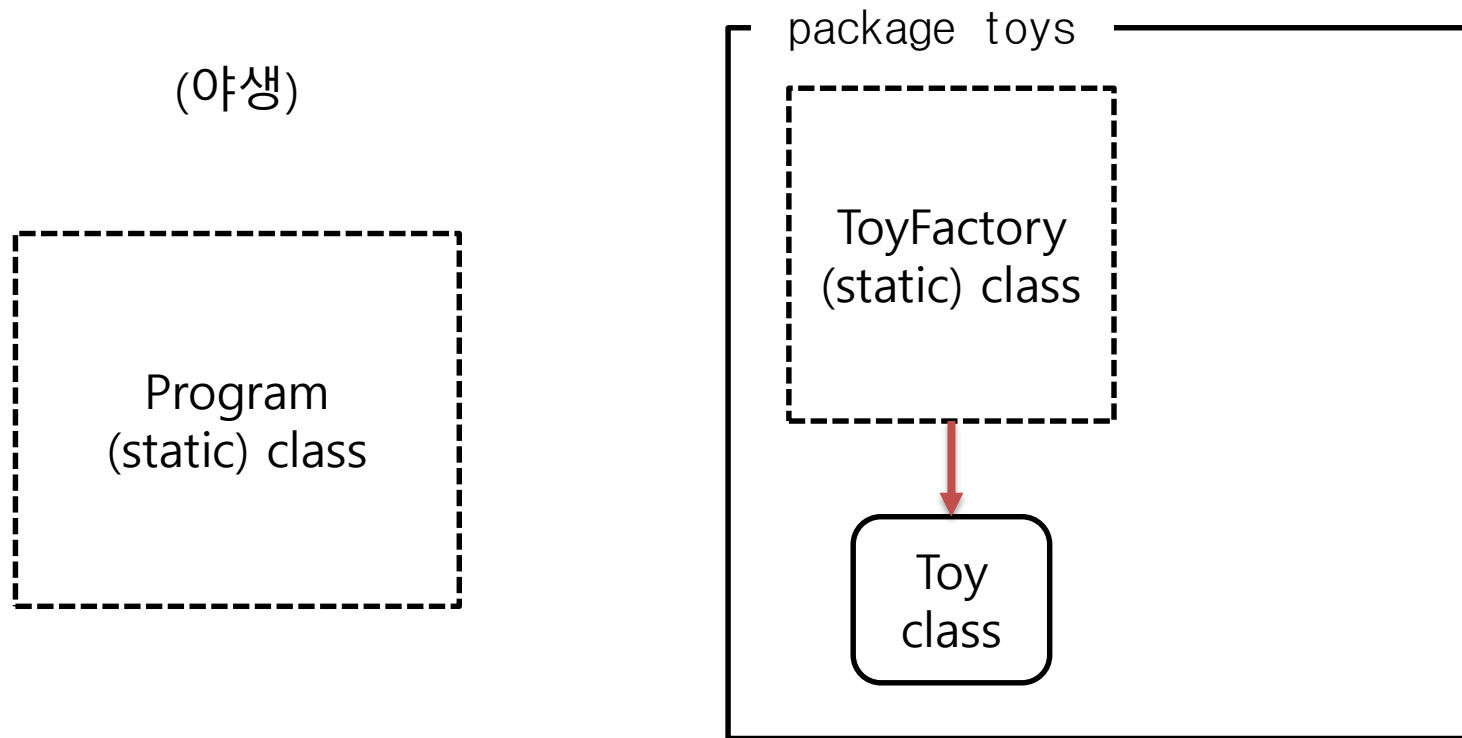 package toys
(야생)
ToyFactory
(static) class
Program
(static) class
Toy
class